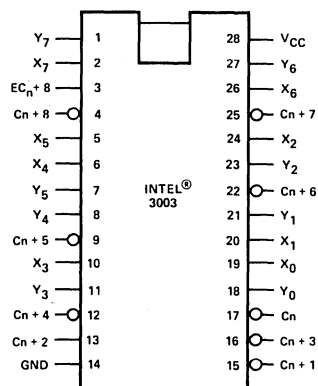 Y7 1 28 VCC
X7 2 27 Y6
ECn + 8 3 26 X6
Cn + 8 4 25 Cn + 7
X5 5 24 X2
X4 6 23 Y2
Y5 7 INTEL® 22 Cn + 6
Y4 8 3003 21 Y1
Cn + 5 9 20 X1
X3 10 19 X0
Y3 11 18 Y0
Cn + 4 12 17 Cn
Cn + 2 13 16 Cn + 3
GND 14 15 Cn + 1